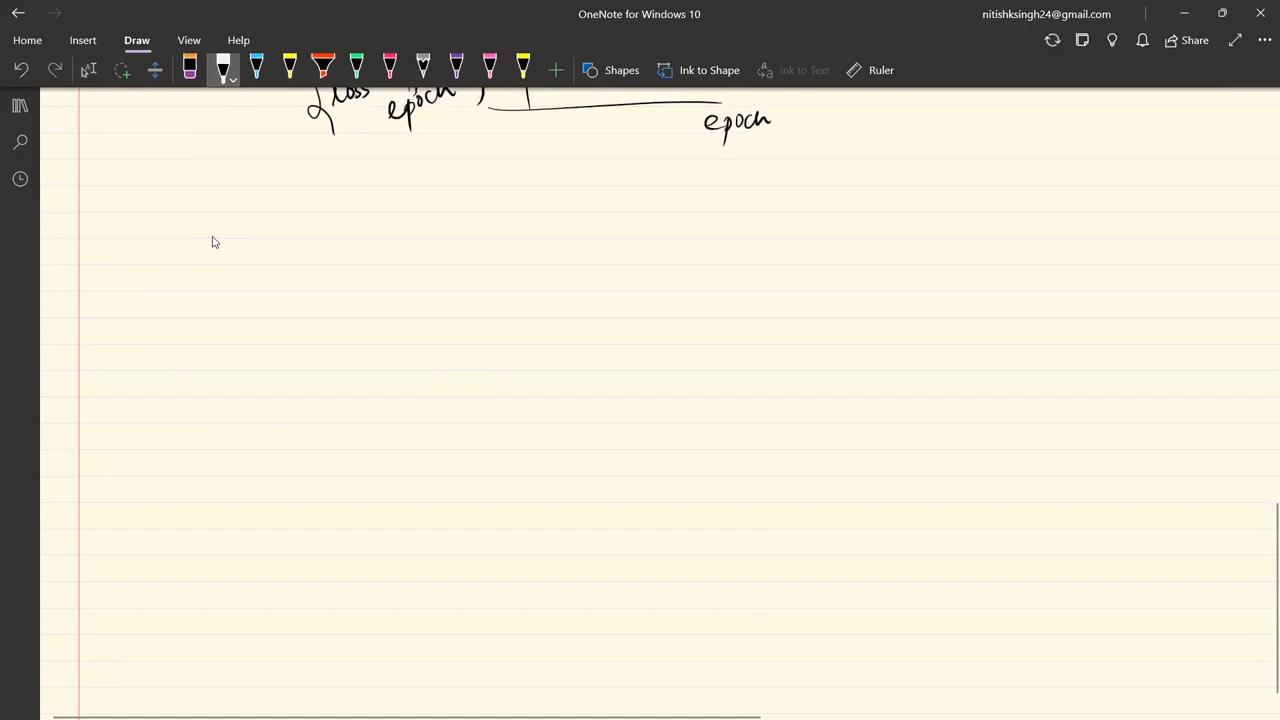 OneNote for Windows 10
nitishksingh24@gmail.com
Home Insert Draw View Help
Share
Shapes Ink to Shape Ink to Text Ruler
loss epoch
epoch